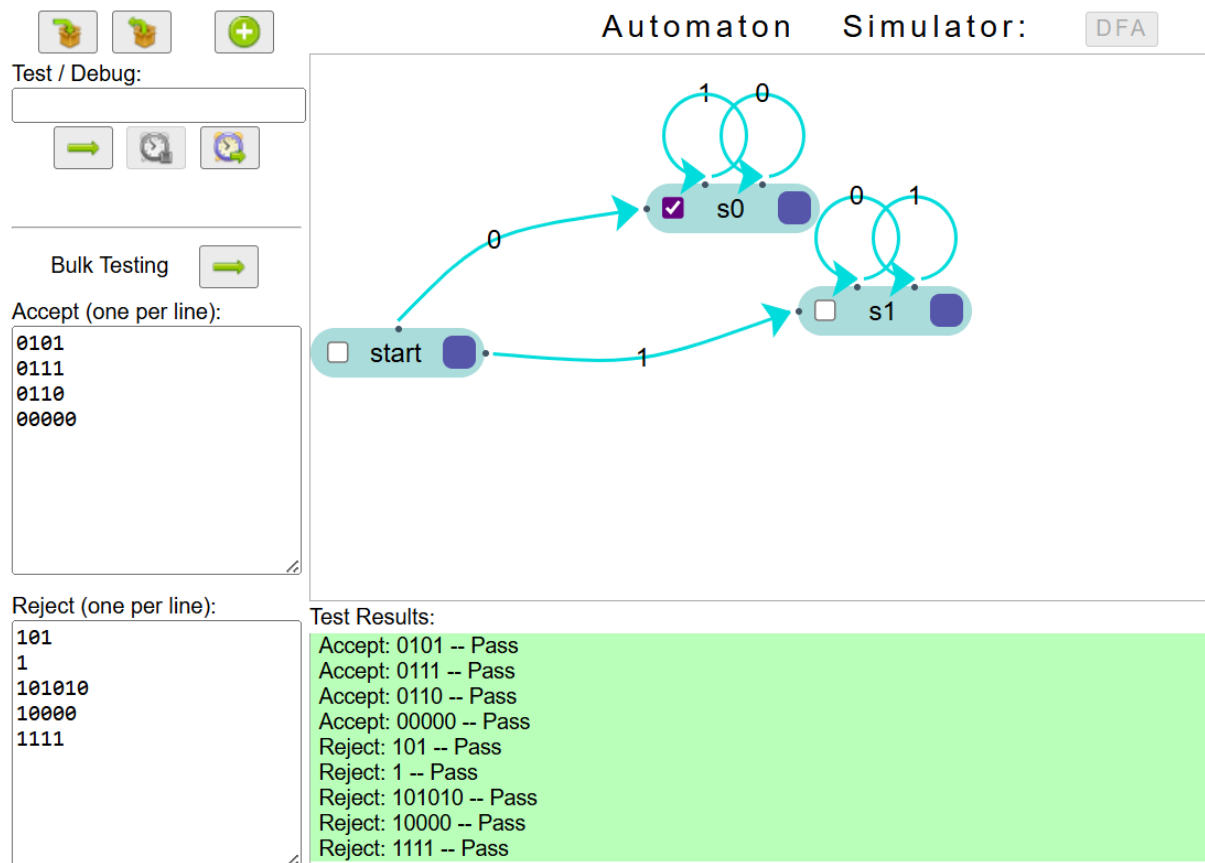 Automaton Simulator: DFA
Test / Debug:
Bulk Testing
Accept (one per line):
0101
0111
0110
00000
Reject (one per line):
101
1
101010
10000
1111
1 0
s0
0 1
s1
0
start
1
Test Results:
Accept: 0101 -- Pass
Accept: 0111 -- Pass
Accept: 0110 -- Pass
Accept: 00000 -- Pass
Reject: 101 -- Pass
Reject: 1 -- Pass
Reject: 101010 -- Pass
Reject: 10000 -- Pass
Reject: 1111 -- Pass